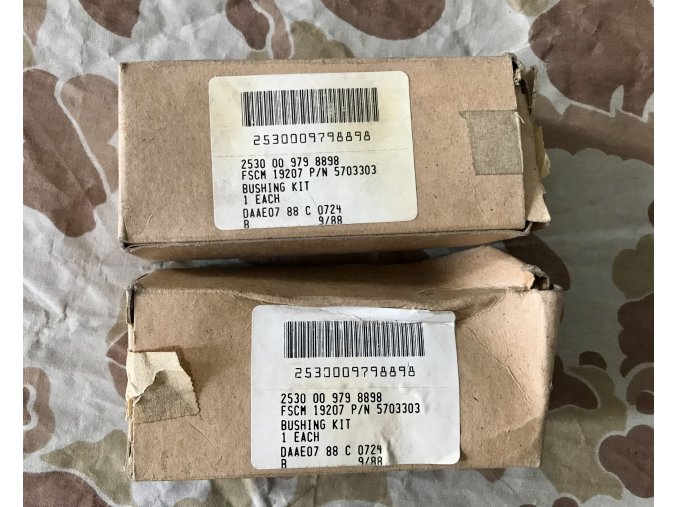 2530009798898
2530 00 979 8898
FSCM 19207 P/N 5703303
BUSHING KIT
1 EACH
DAAE07 88 C 0724
B 9/88
2530009798898
2530 00 979 8898
FSCM 19207 P/N 5703303
BUSHING KIT
1 EACH
DAAE07 88 C 0724
B 9/88